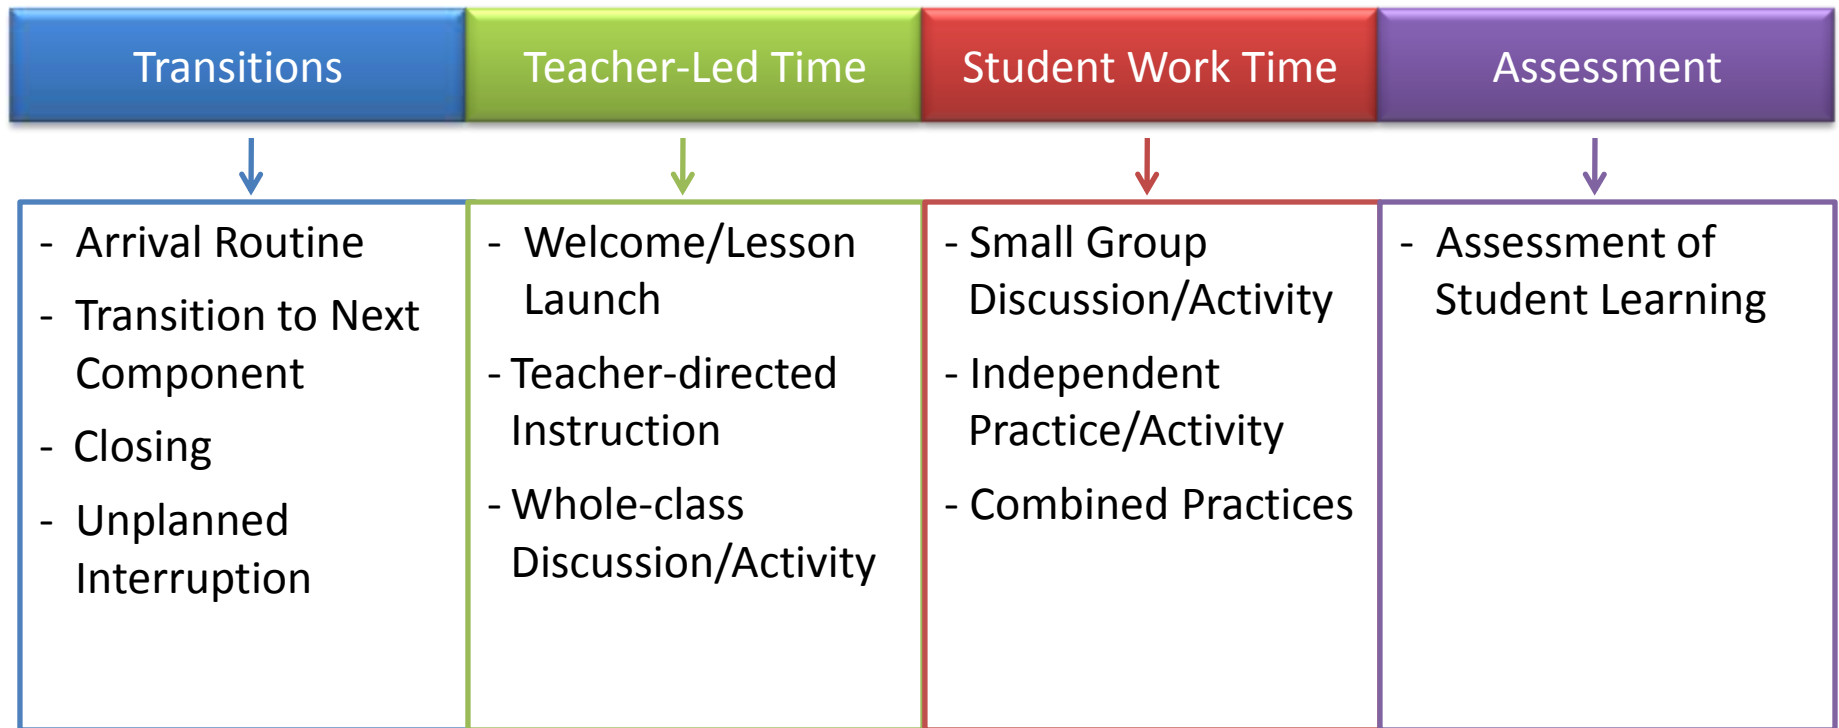 Transitions
Teacher-Led Time
Student Work Time
Assessment
- Arrival Routine
- Transition to Next
Component
- Closing
- Unplanned
Interruption
- Welcome/Lesson
Launch
- Teacher-directed
Instruction
- Whole-class
Discussion/Activity
- Small Group
Discussion/Activity
- Independent
Practice/Activity
- Combined Practices
- Assessment of
Student Learning